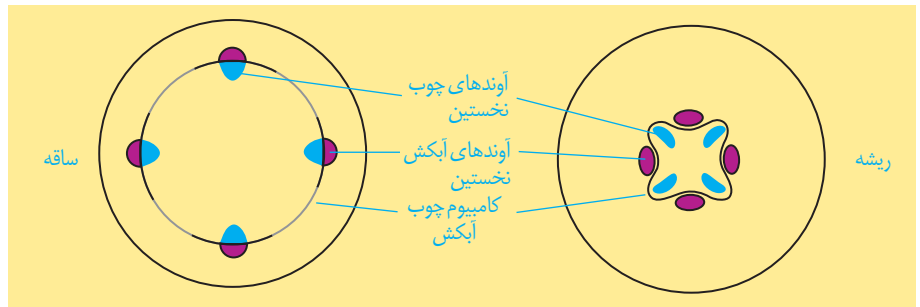 آوندهای چوب
نخستین
آوندهای آبکش
نخستین
کامبیوم چوب
آبکش
ریشه
ساقه